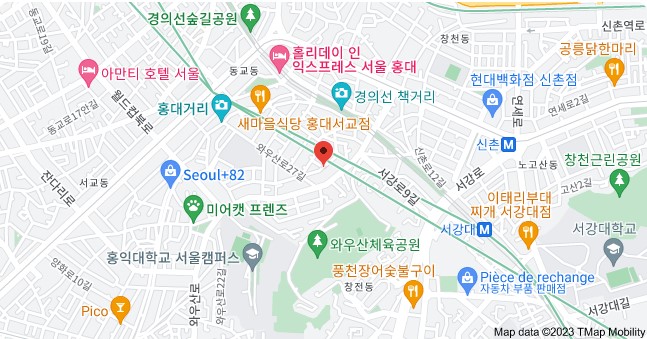 경의선숲길공원
신촌역로
창천동
홀리데이 인
익스프레스 서울 홍대
공릉닭한마리
동교로19길
아만티 호텔 서울
동교동
현대백화점 신촌점
월드컵북로
홍대거리
경의선 책거리
연세로
연세로2길
동교로17안길
새마을식당 홍대서교점
신촌 M
와우산로27길
신촌로12길
노고산동
창천근린공원
잔다리로
서교동
Seoul+82
서강로9길
서강로
고산2길
미어캣 프렌즈
이태리부대
찌개 서강대점
서강대 M
서강대학교
와우산체육공원
홍익대학교 서울캠퍼스
풍천장어숯불구이
양화로10길
와우산로22길
창전동
Pièce de rechange
자동차 부품 판매점
와우산로
서강대길
Pico
Map data ©2023 TMap Mobility